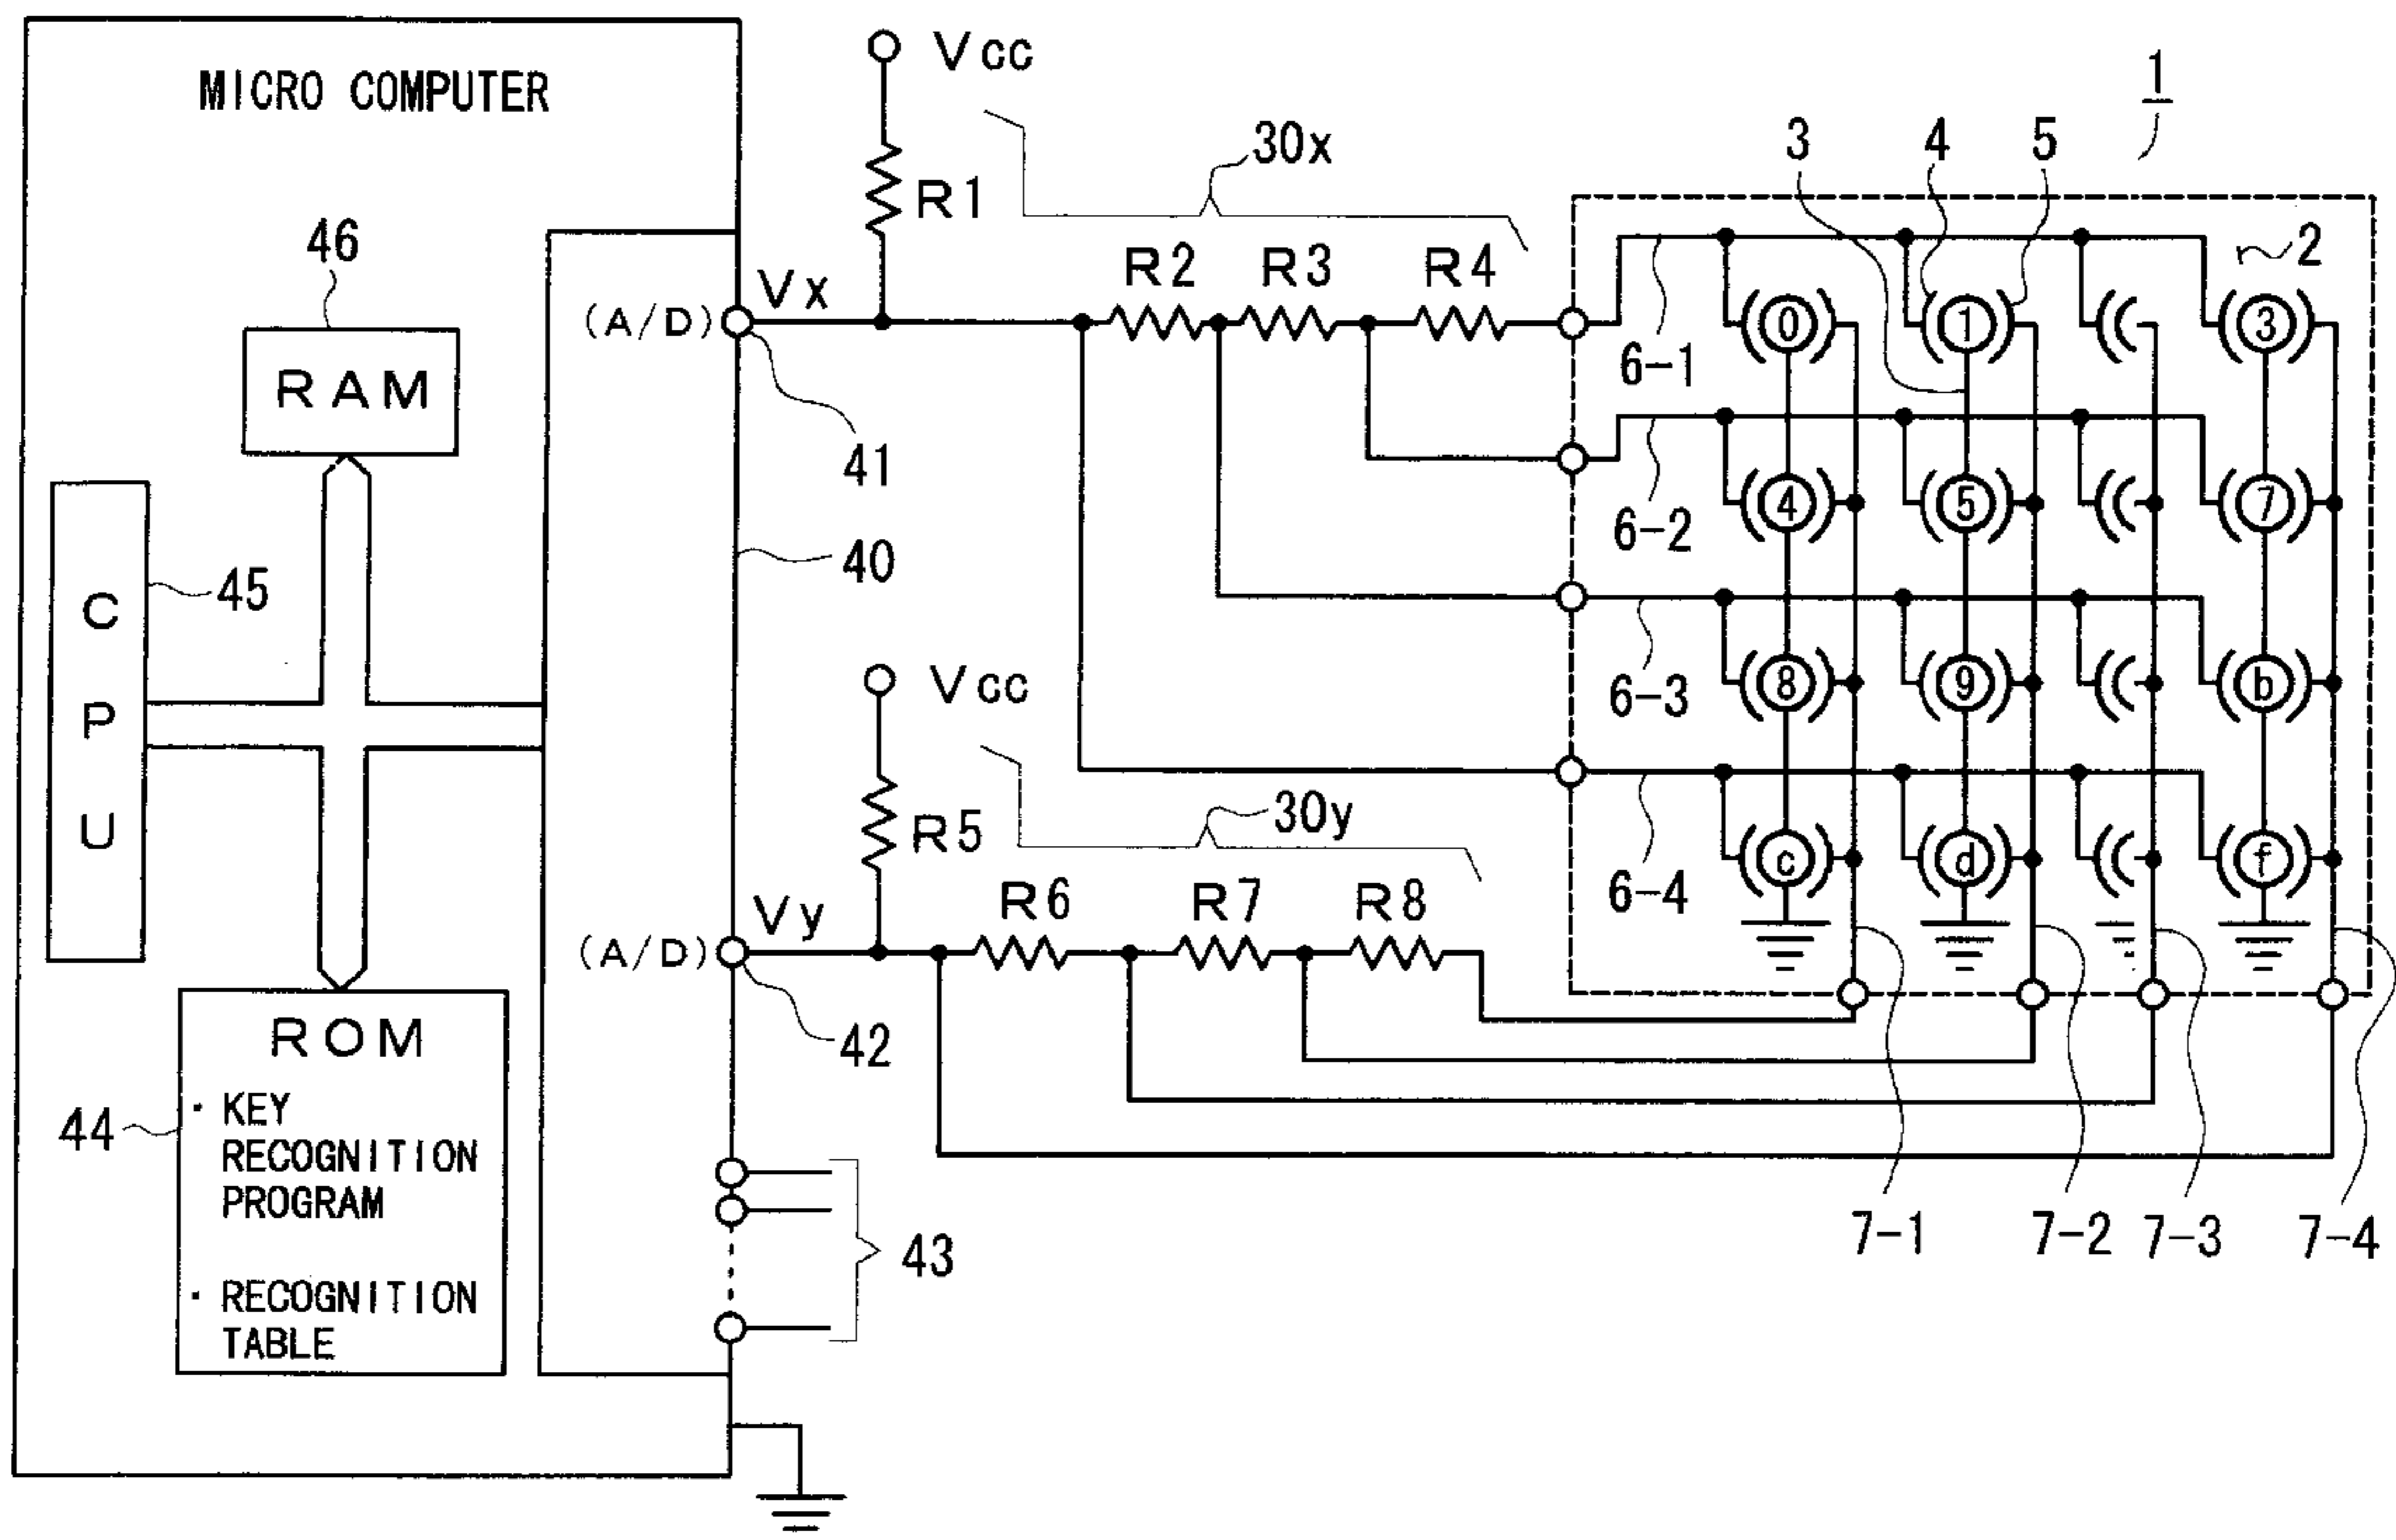 MICRO COMPUTER
Vcc
1
30x
3
4
5
R1
2
46
Vx
R2
R3
R4
(A/D)
0
1
3
6-1
RAM
41
4
5
7
6-2
40
45
C
P
U
Vcc
8
9
b
6-3
30y
R5
c
d
f
6-4
Vy
R6
R7
R8
(A/D)
42
ROM
44
· KEY
RECOGNITION
PROGRAM
7-1
7-2
7-3
7-4
43
· RECOGNITION
TABLE